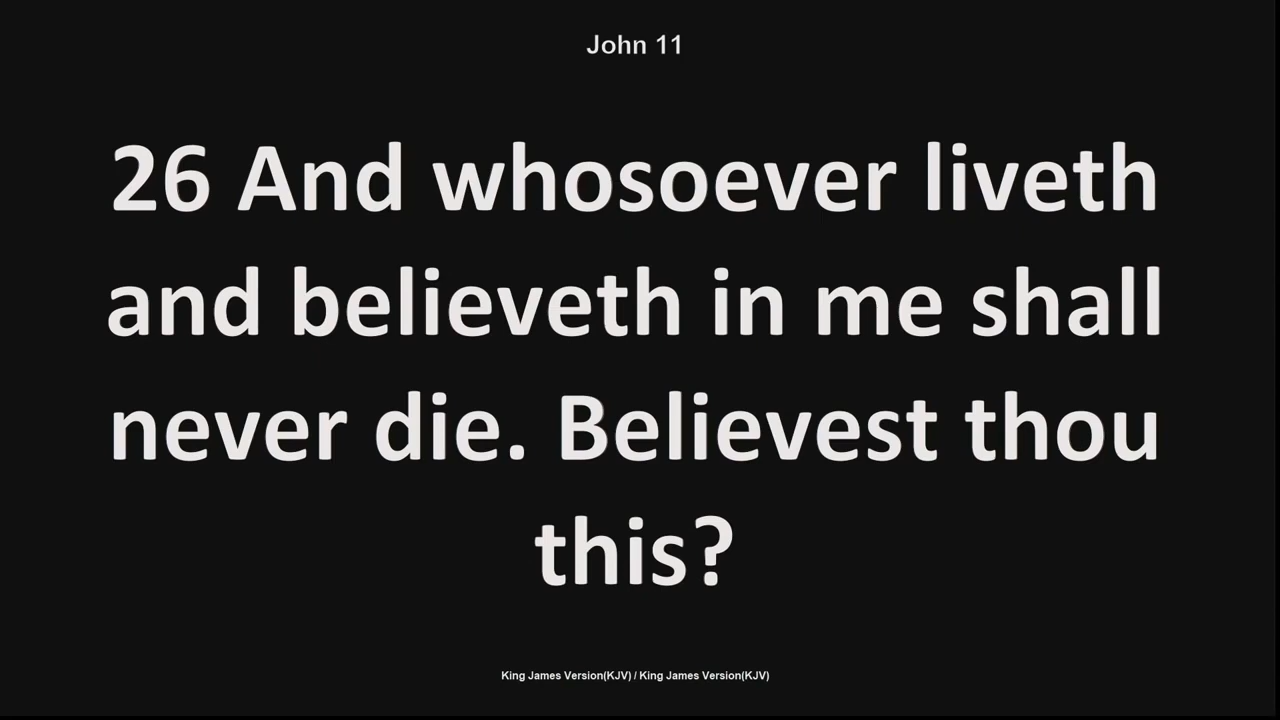 John 11
26 And whosoever liveth
and believeth in me shall
never die. Believest thou
this?
King James Version(KJV) / King James Version(KJV)